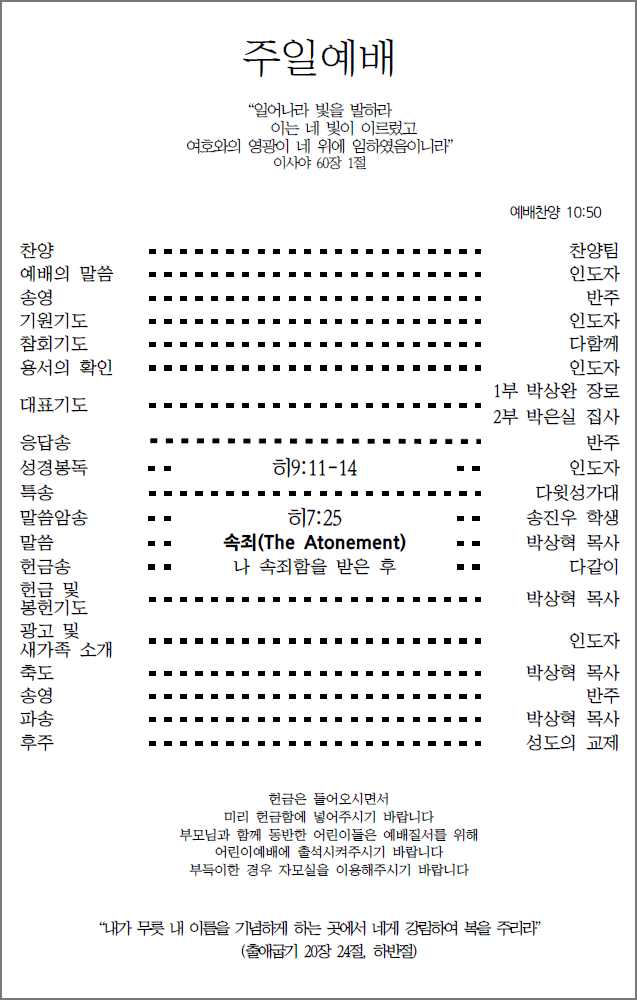 주일예배
“일어나라 빛을 발하라
이는 네 빛이 이르렀고
여호와의 영광이 네 위에 임하였음이니라”
이사야 60장 1절
예배찬양 10:50
찬양 찬양팀
예배의 말씀 인도자
송영 반주
기원기도 인도자
참회기도 다함께
용서의 확인 인도자
대표기도 1부 박상완 장로
2부 박은실 집사
응답송 반주
성경봉독 히9:11-14 인도자
특송 다윗성가대
말씀암송 히7:25 송진우 학생
말씀 속죄(The Atonement) 박상혁 목사
헌금송 나 속죄함을 받은 후 다같이
헌금 및
봉헌기도 박상혁 목사
광고 및
새가족 소개 인도자
축도 박상혁 목사
송영 반주
파송 박상혁 목사
후주 성도의 교제
헌금은 들어오시면서
미리 헌금함에 넣어주시기 바랍니다
부모님과 함께 동반한 어린이들은 예배질서를 위해
어린이예배에 출석시켜주시기 바랍니다
부득이한 경우 자모실을 이용해주시기 바랍니다
“내가 무릇 내 이름을 기념하게 하는 곳에서 네게 강림하여 복을 주리라”
(출애굽기 20장 24절, 하반절)